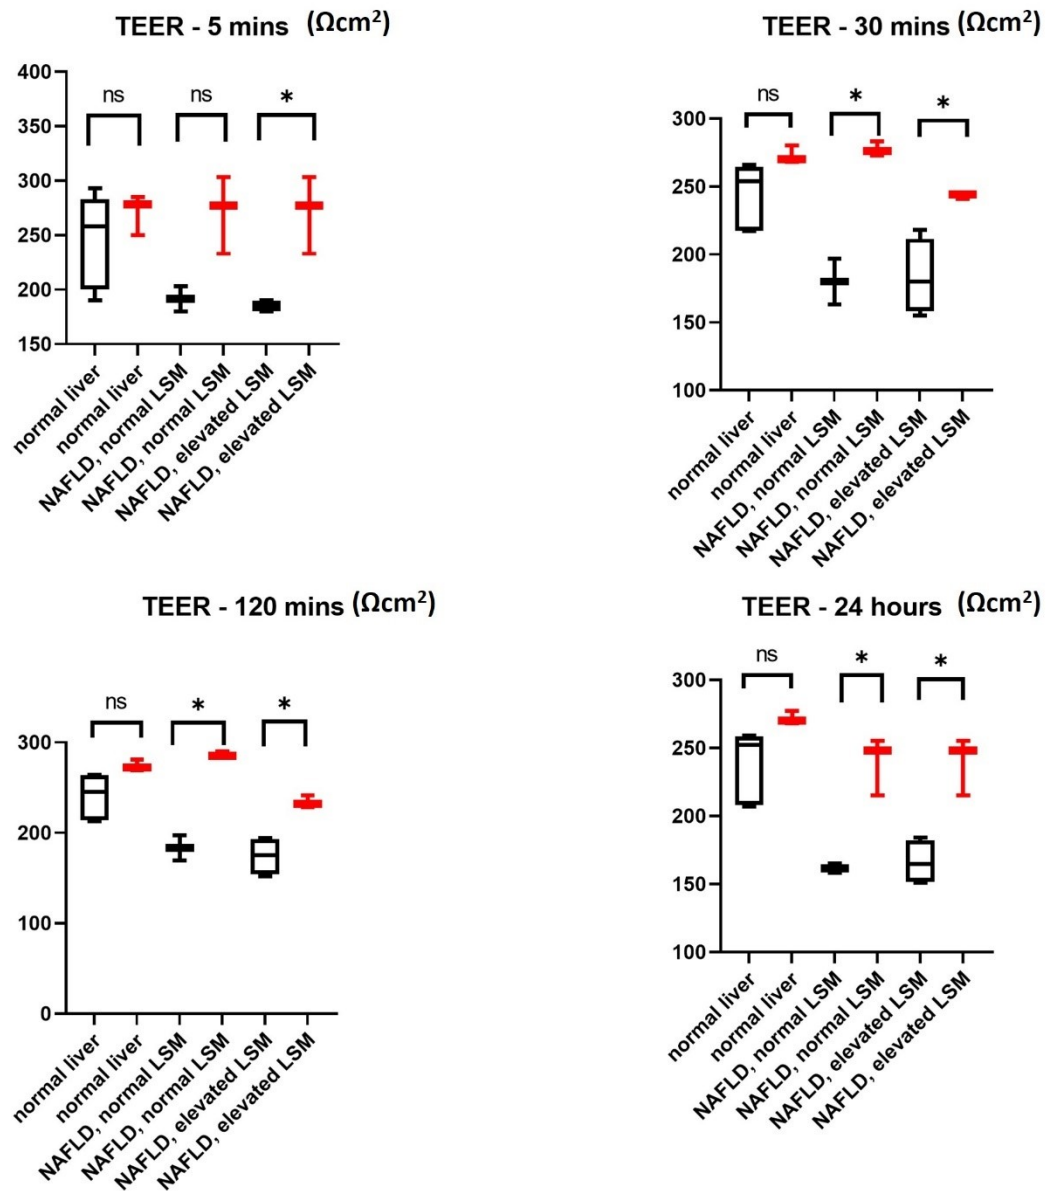 TEER - 5 mins (Ωcm²)
400
350
300
250
200
150
ns
ns
*
normal liver
normal liver
NAFLD, normal LSM
NAFLD, normal LSM
NAFLD, elevated LSM
NAFLD, elevated LSM
TEER - 30 mins (Ωcm²)
300
250
200
150
100
ns
*
*
normal liver
normal liver
NAFLD, normal LSM
NAFLD, normal LSM
NAFLD, elevated LSM
NAFLD, elevated LSM
TEER - 120 mins (Ωcm²)
300
200
100
0
ns
*
*
normal liver
normal liver
NAFLD, normal LSM
NAFLD, normal LSM
NAFLD, elevated LSM
NAFLD, elevated LSM
TEER - 24 hours (Ωcm²)
300
250
200
150
100
ns
*
*
normal liver
normal liver
NAFLD, normal LSM
NAFLD, normal LSM
NAFLD, elevated LSM
NAFLD, elevated LSM